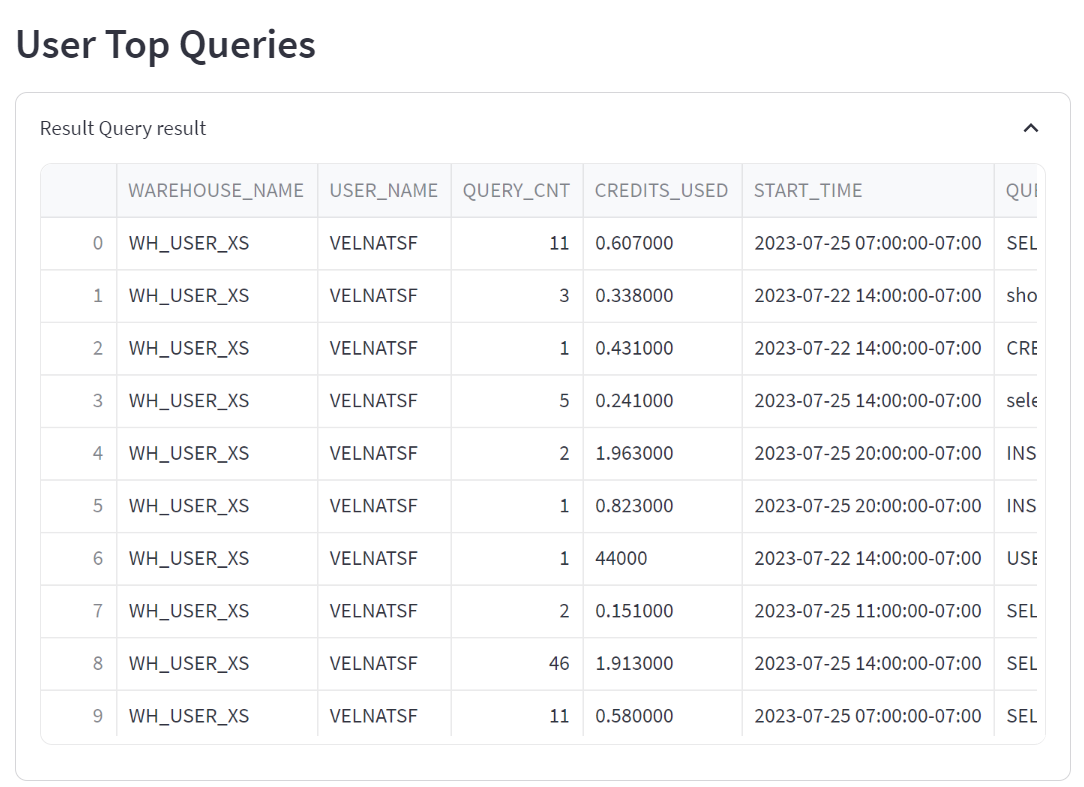 User Top Queries
Result Query result
WAREHOUSE_NAME USER_NAME QUERY_CNT CREDITS_USED START_TIME QUE
0 WH_USER_XS VELNATSF 11 0.607000 2023-07-25 07:00:00-07:00 SEL
1 WH_USER_XS VELNATSF 3 0.338000 2023-07-22 14:00:00-07:00 sho
2 WH_USER_XS VELNATSF 1 0.431000 2023-07-22 14:00:00-07:00 CRE
3 WH_USER_XS VELNATSF 5 0.241000 2023-07-25 14:00:00-07:00 sele
4 WH_USER_XS VELNATSF 2 1.963000 2023-07-25 20:00:00-07:00 INS
5 WH_USER_XS VELNATSF 1 0.823000 2023-07-25 20:00:00-07:00 INS
6 WH_USER_XS VELNATSF 1 44000 2023-07-22 14:00:00-07:00 USE
7 WH_USER_XS VELNATSF 2 0.151000 2023-07-25 11:00:00-07:00 SEL
8 WH_USER_XS VELNATSF 46 1.913000 2023-07-25 14:00:00-07:00 SEL
9 WH_USER_XS VELNATSF 11 0.580000 2023-07-25 07:00:00-07:00 SEL